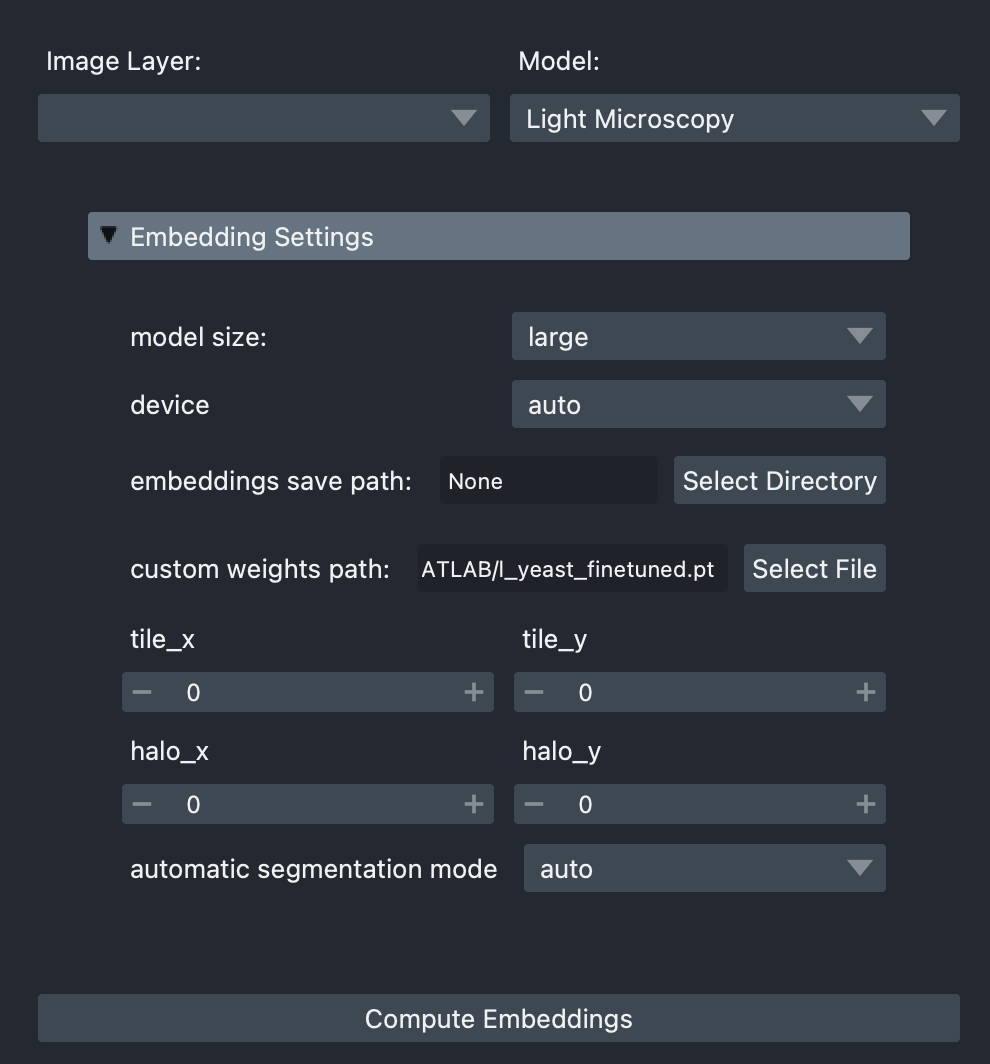 Image Layer: Model:
Light Microscopy
Embedding Settings
model size: large
device auto
embeddings save path: None Select Directory
custom weights path: ATLAB/l_yeast_finetuned.pt Select File
tile_x tile_y
0 0
halo_x halo_y
0 0
automatic segmentation mode auto
Compute Embeddings